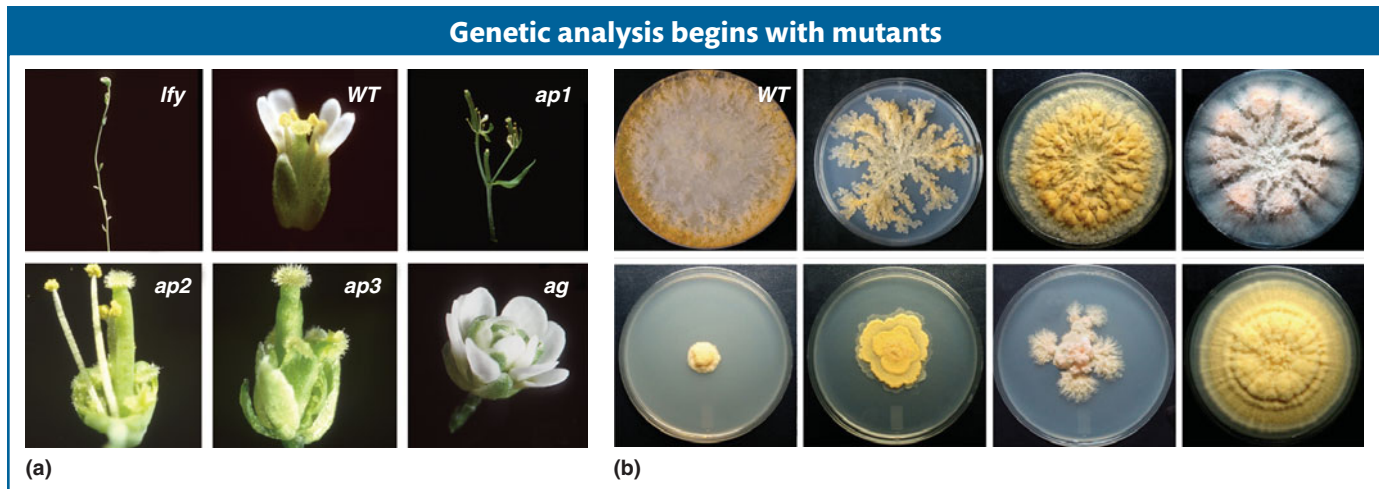 Genetic analysis begins with mutants
lfy
WT
ap1
WT
ap2
ap3
ag
(a)
(b)